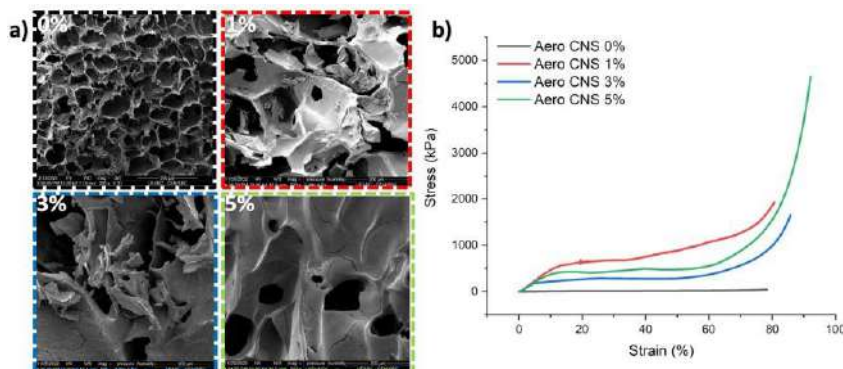 a)
0%
1%
3%
5%
b)
Aero CNS 0%
Aero CNS 1%
Aero CNS 3%
Aero CNS 5%
Stress (kPa)
5000
4000
3000
2000
1000
0
0 20 40 60 80 100
Strain (%)